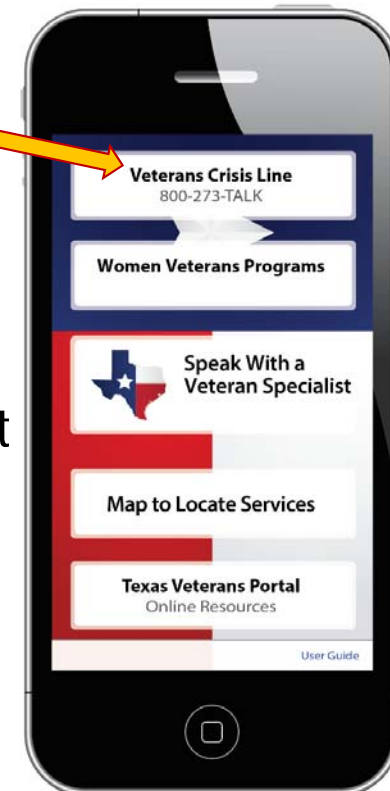 Veterans Crisis Line
800-273-TALK
Women Veterans Programs
Speak With a
Veteran Specialist
t
Map to Locate Services
Texas Veterans Portal
Online Resources
User Guide